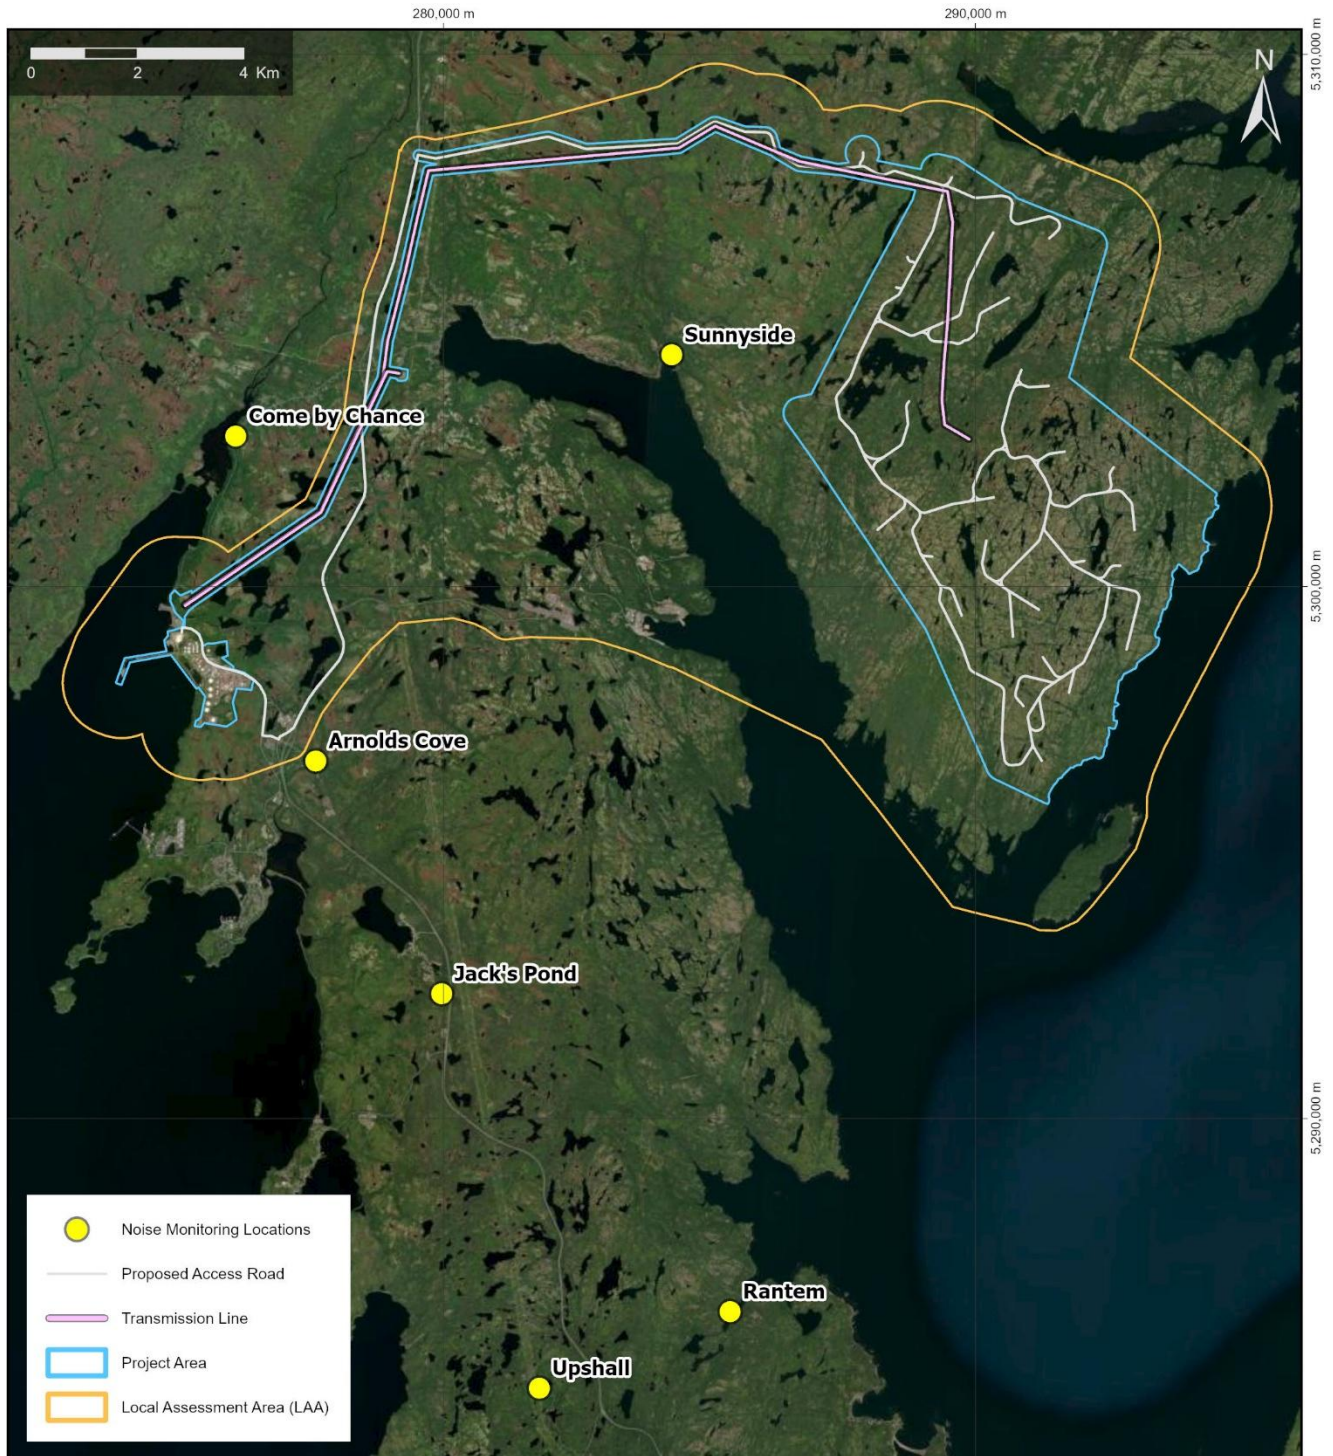 280,000 m
290,000 m
0 2 4 Km
N
5,310,000 m
Sunnyside
Come by Chance
5,300,000 m
Arnolds Cove
Jack's Pond
5,290,000 m
Rantem
Upshall
Noise Monitoring Locations
Proposed Access Road
Transmission Line
Project Area
Local Assessment Area (LAA)